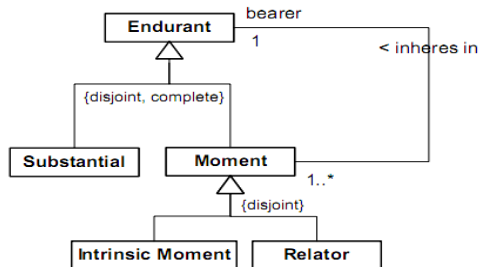 bearer
Endurant
1
< inheres in
{disjoint, complete}
Substantial
Moment
1..*
{disjoint}
Intrinsic Moment
Relator